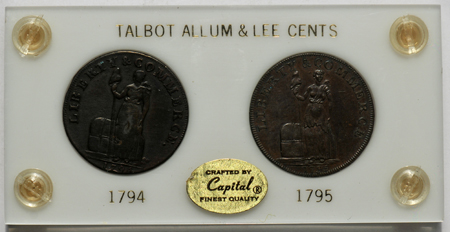 TALBOT ALLUM & LEE CENTS
LIBERTY & COMMERCE
LIBERTY & COMMERCE
1794
CRAFTED BY
Capital ®
FINEST QUALITY
1795